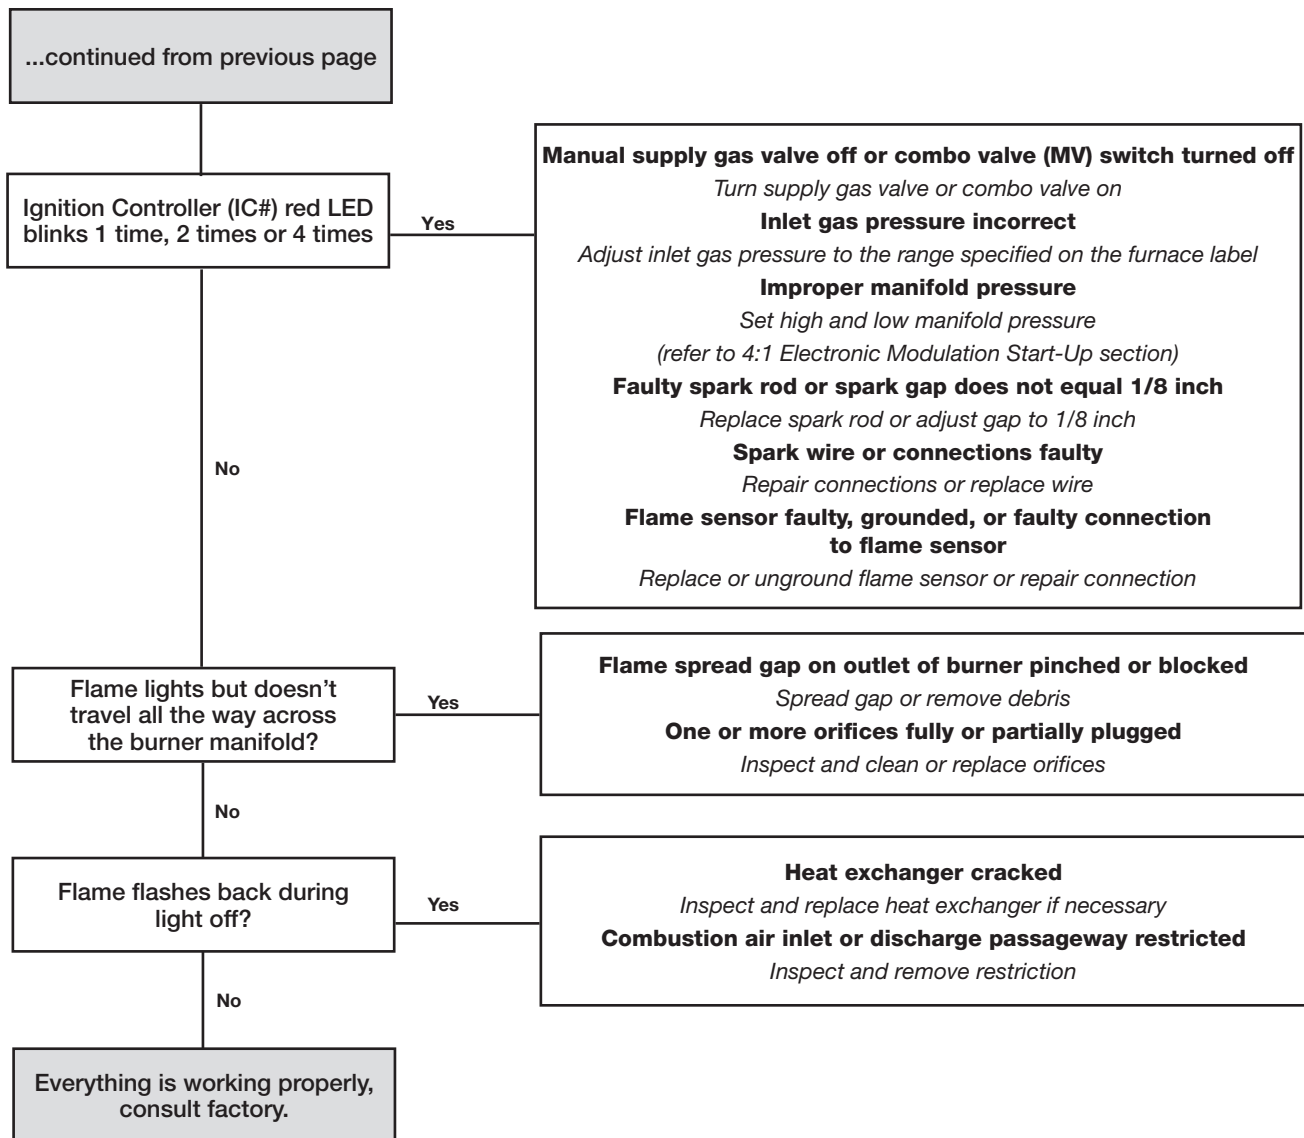 ...continued from previous page
Ignition Controller (IC#) red LED
blinks 1 time, 2 times or 4 times
Yes
Manual supply gas valve off or combo valve (MV) switch turned off
Turn supply gas valve or combo valve on
Inlet gas pressure incorrect
Adjust inlet gas pressure to the range specified on the furnace label
Improper manifold pressure
Set high and low manifold pressure
(refer to 4:1 Electronic Modulation Start-Up section)
Faulty spark rod or spark gap does not equal 1/8 inch
Replace spark rod or adjust gap to 1/8 inch
Spark wire or connections faulty
Repair connections or replace wire
Flame sensor faulty, grounded, or faulty connection
to flame sensor
Replace or unground flame sensor or repair connection
No
Flame lights but doesn't
travel all the way across
the burner manifold?
Yes
Flame spread gap on outlet of burner pinched or blocked
Spread gap or remove debris
One or more orifices fully or partially plugged
Inspect and clean or replace orifices
No
Flame flashes back during
light off?
Yes
Heat exchanger cracked
Inspect and replace heat exchanger if necessary
Combustion air inlet or discharge passageway restricted
Inspect and remove restriction
No
Everything is working properly,
consult factory.